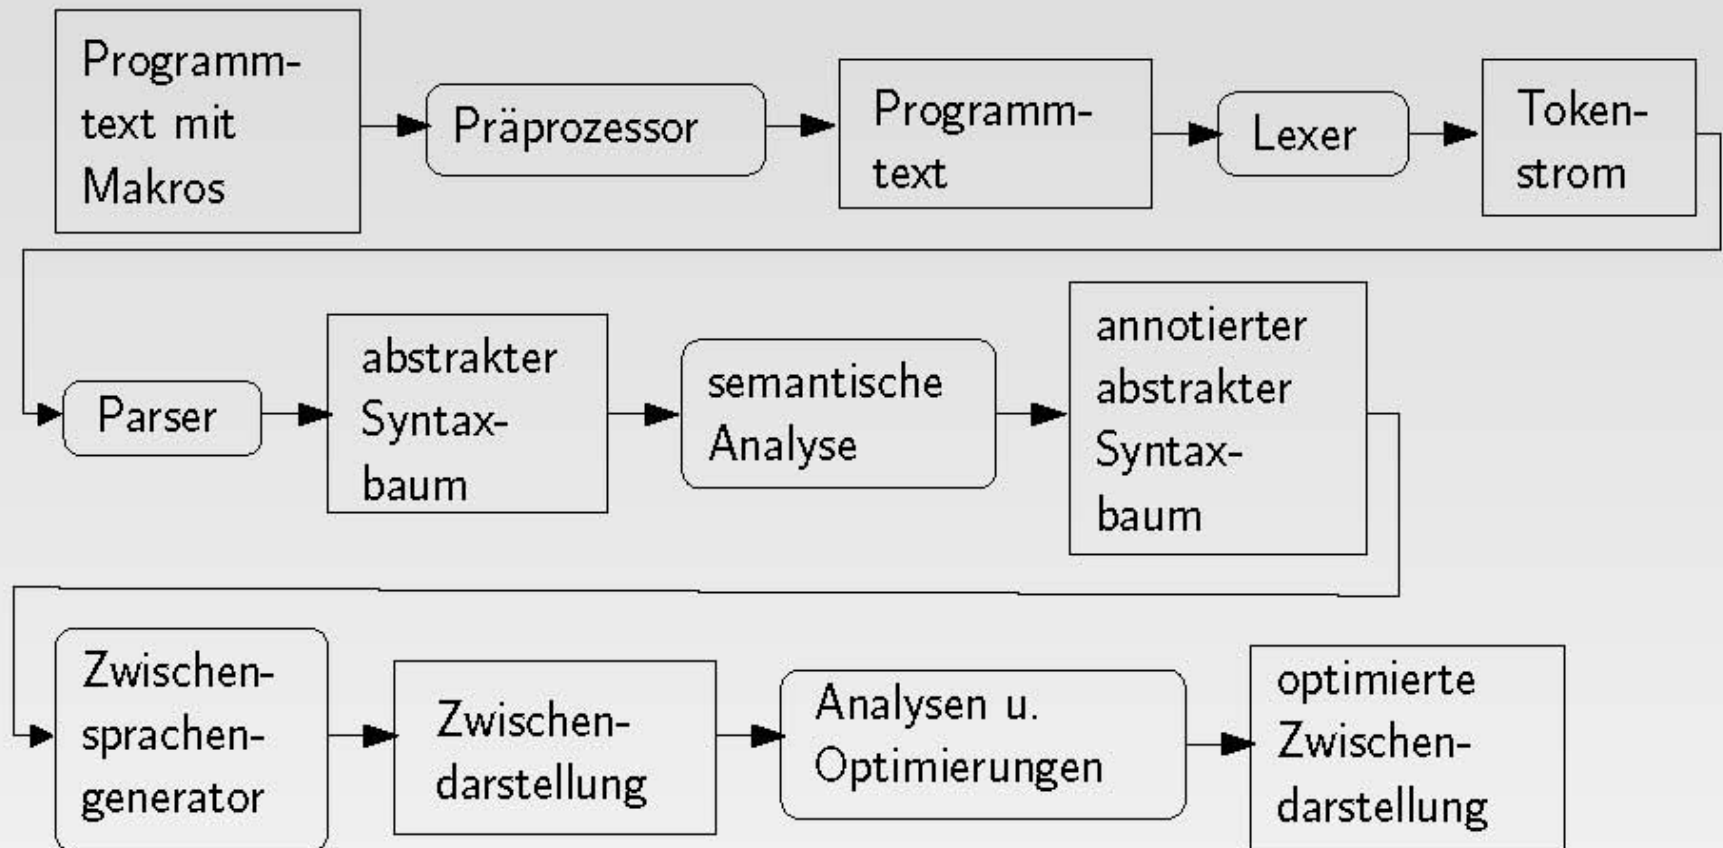 Programm-
text mit
Makros
Präprozessor
Programm-
text
Lexer
Token-
strom
Parser
abstrakter
Syntax-
baum
semantische
Analyse
annotierter
abstrakter
Syntax-
baum
Zwischen-
sprachen-
generator
Zwischen-
darstellung
Analysen u.
Optimierungen
optimierte
Zwischen-
darstellung